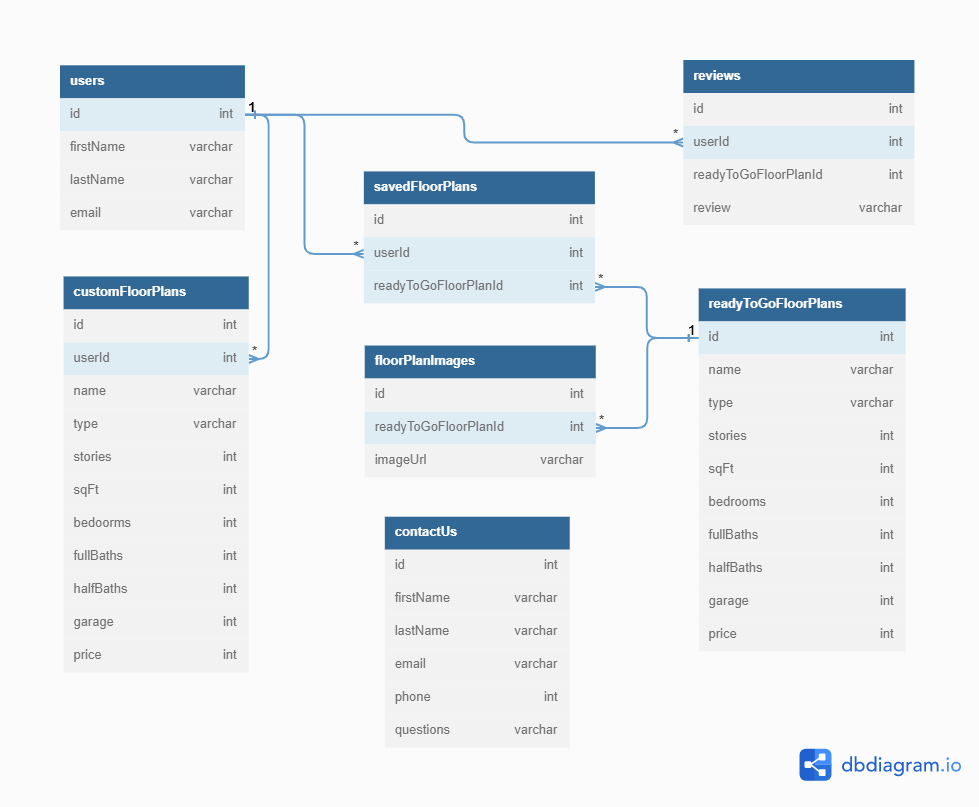 users
id int
firstName varchar
lastName varchar
email varchar
1
*
reviews
id int
userId int
readyToGoFloorPlanId int
review varchar
savedFloorPlans
id int
* userId int
readyToGoFloorPlanId int *
customFloorPlans
id int
userId int *
name varchar
type varchar
stories int
sqFt int
bedoorms int
fullBaths int
halfBaths int
garage int
price int
floorPlanImages
id int
readyToGoFloorPlanId int *
imageUrl varchar
1
readyToGoFloorPlans
id int
name varchar
type varchar
stories int
sqFt int
bedrooms int
fullBaths int
halfBaths int
garage int
price int
contactUs
id int
firstName varchar
lastName varchar
email varchar
phone int
questions varchar
dbdiagram.io